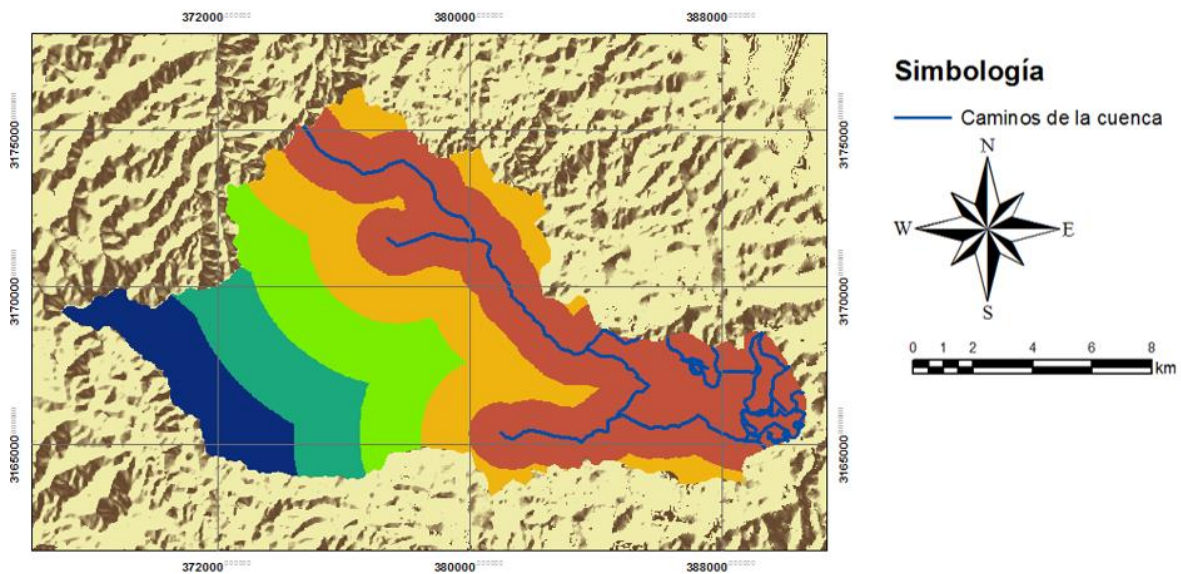 372000 380000 388000
3175000 3175000
3170000 3170000
3165000 3165000
372000 380000 388000
Simbología
Caminos de la cuenca
N
W E
S
0 1 2 4 6 8
km